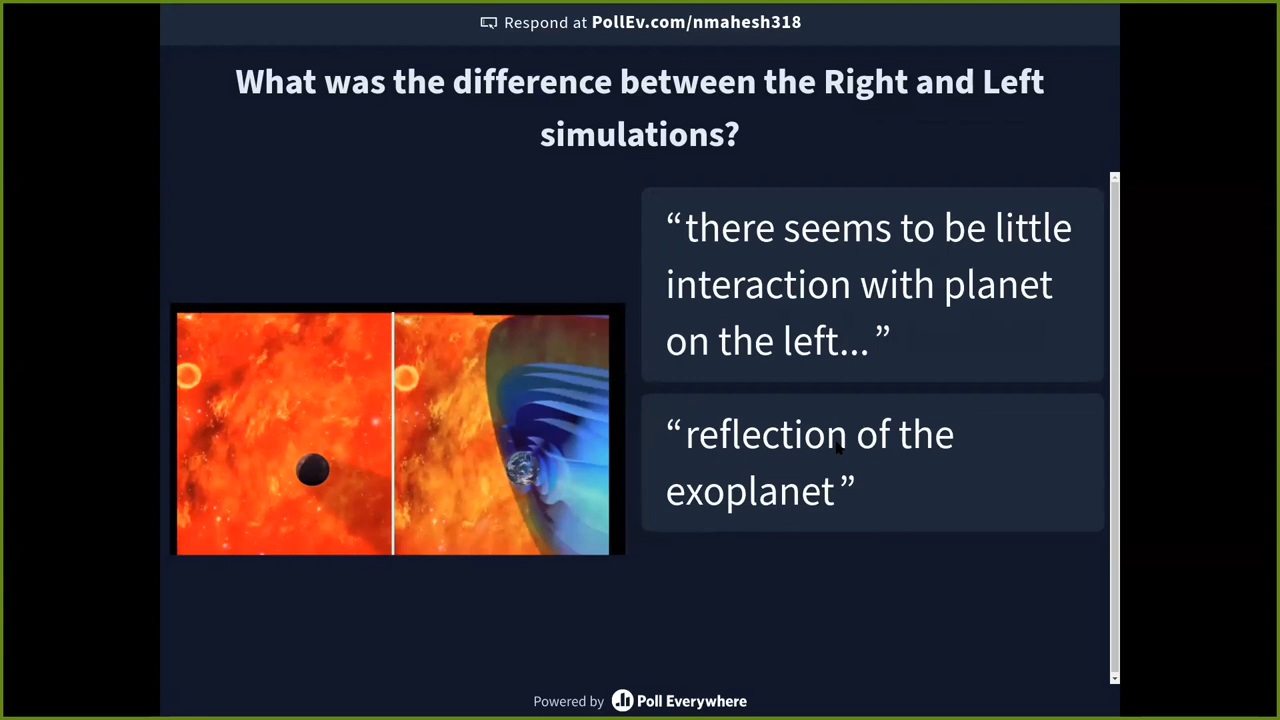 Respond at PollEv.com/nmahesh318
What was the difference between the Right and Left
simulations?
“there seems to be little
interaction with planet
on the left...”
“reflection of the
exoplanet”
Powered by Poll Everywhere